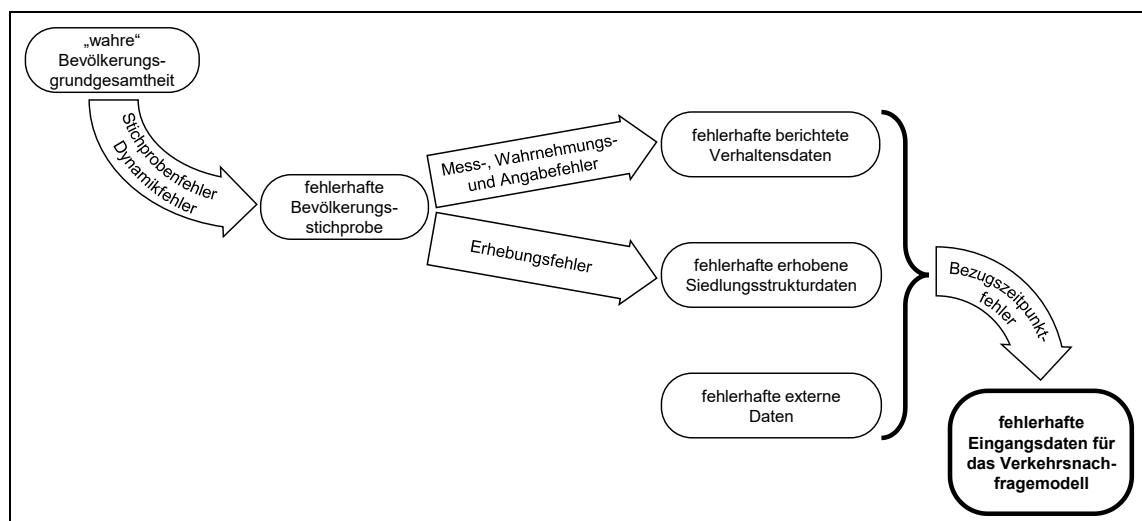 „wahre“
Bevölkerungs-
grundgesamtheit
Stichprobenfehler
Dynamikfehler
fehlerhafte
Bevölkerungs-
stichprobe
Mess-, Wahrnehmungs-
und Angabefehler
Erhebungsfehler
fehlerhafte berichtete
Verhaltensdaten
fehlerhafte erhobene
Siedlungsstrukturdaten
fehlerhafte externe
Daten
Bezugszeitpunkt-
fehler
fehlerhafte
Eingangsdaten für
das Verkehrsnach-
fragemodell